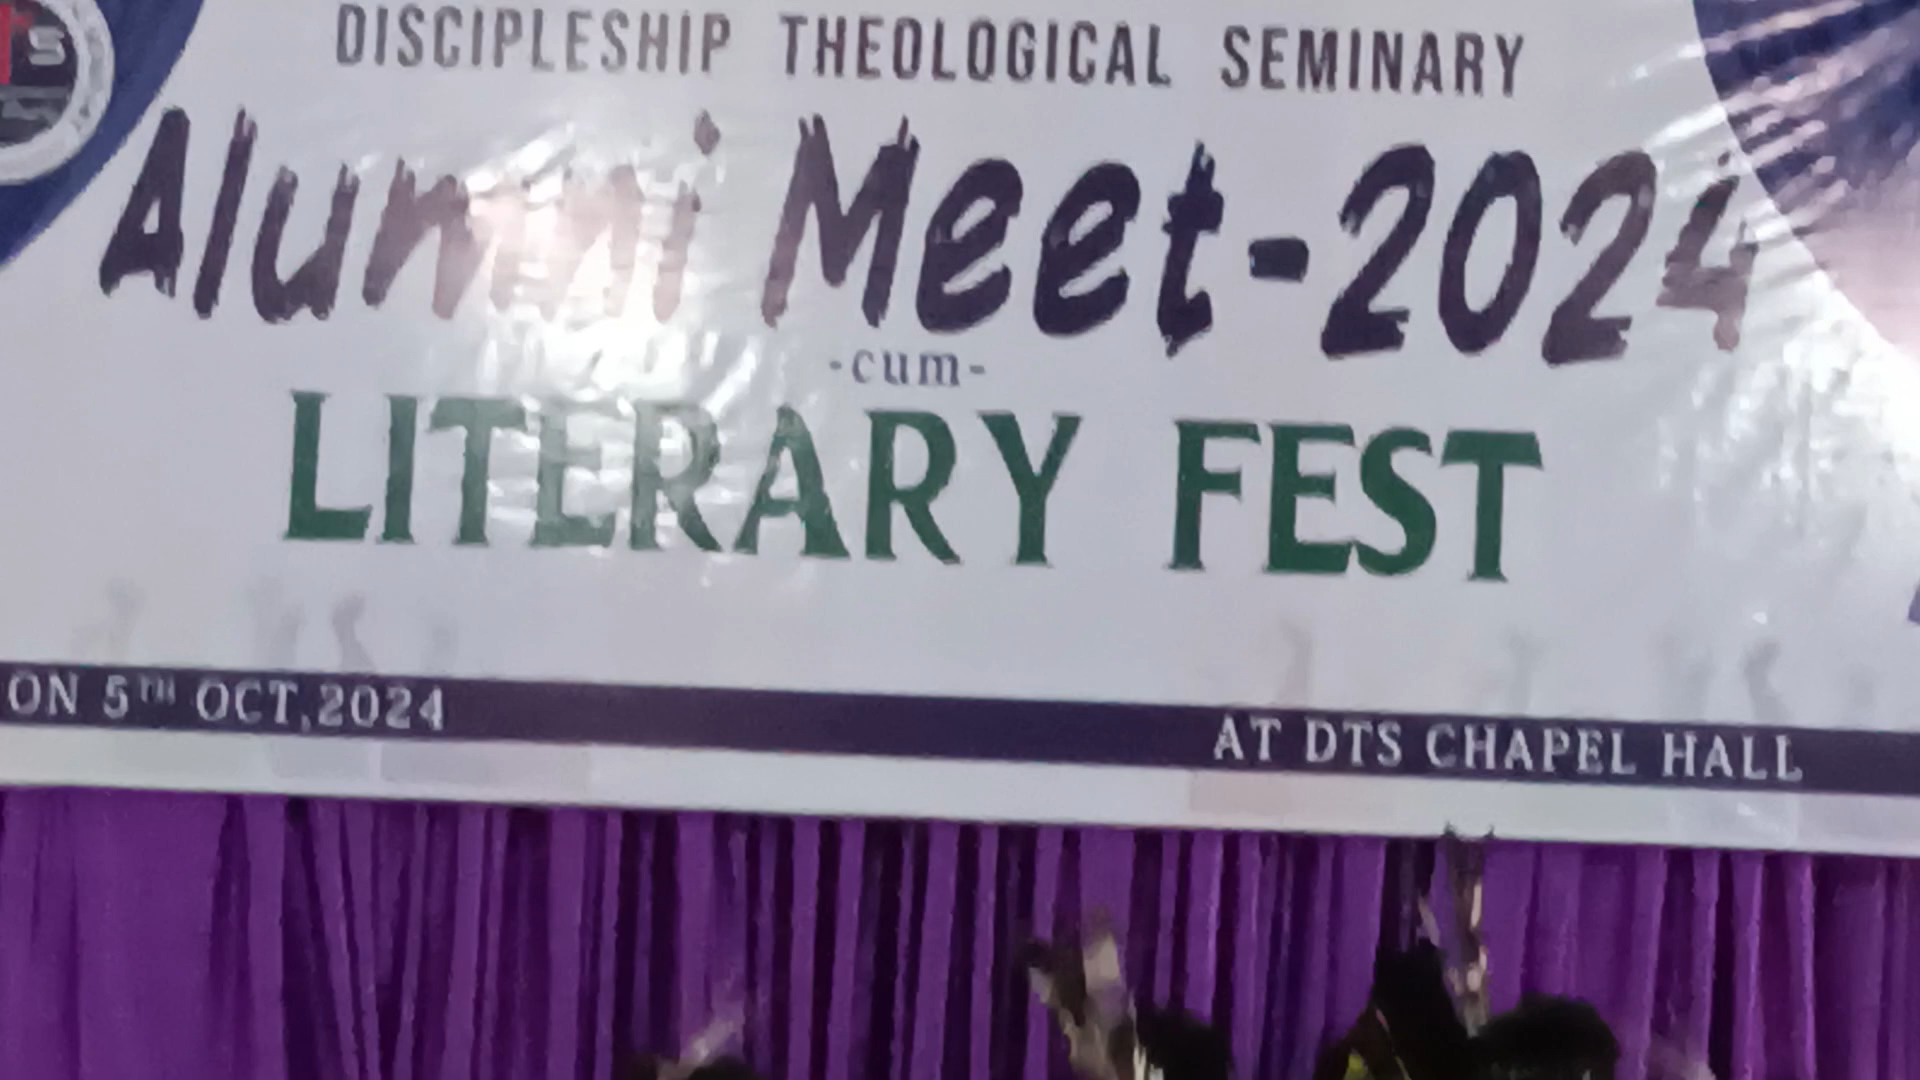 DISCIPLESHIP THEOLOGICAL SEMINARY
Alumni Meet-2024
-cum-
LITERARY FEST
ON 5TH OCT,2024
AT DTS CHAPEL HALL